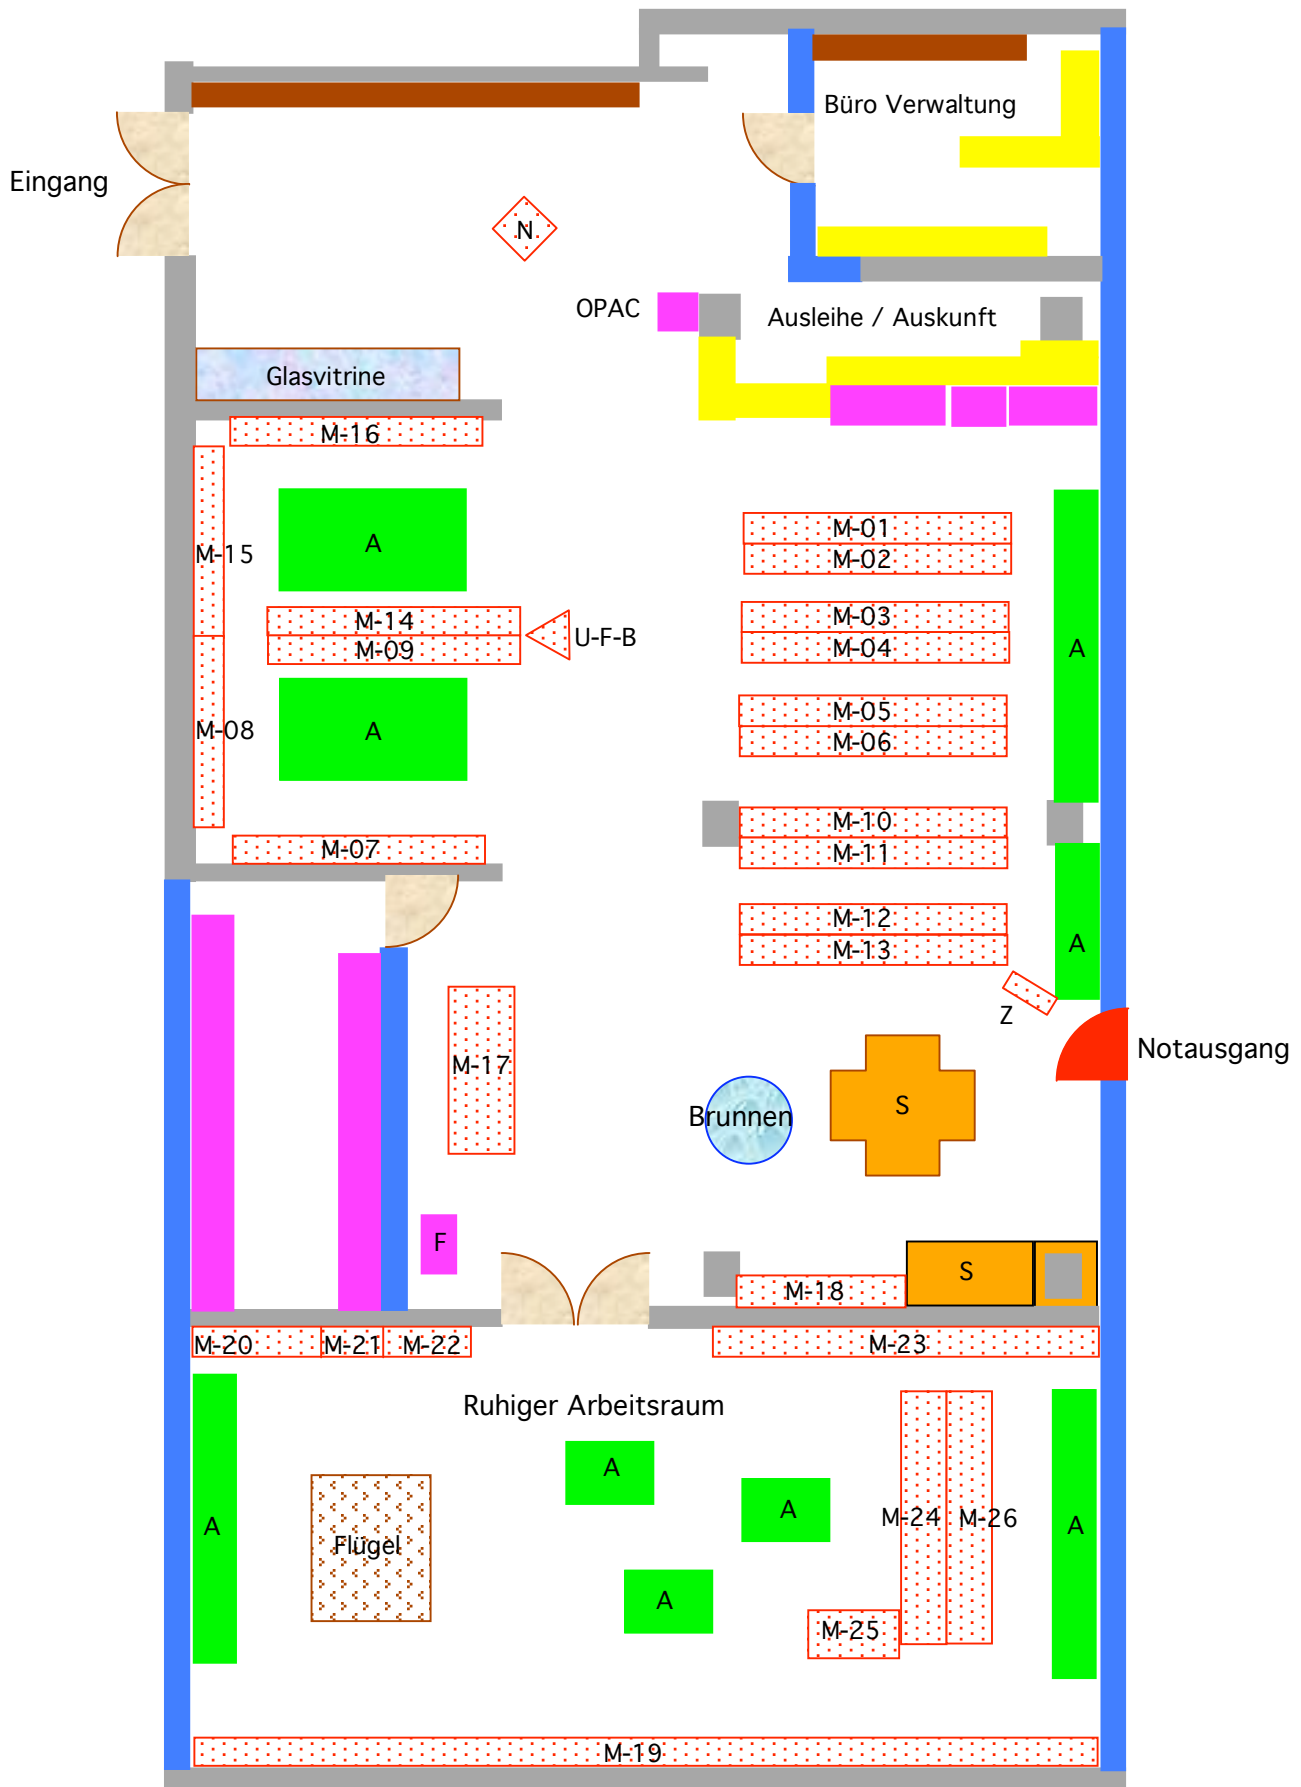 Büro Verwaltung
Eingang
N
OPAC
Ausleihe / Auskunft
Glasvitrine
M-16
M-01
A
M-15
M-02
M-14
M-03
U-F-B
M-09
M-04
A
M-05
M-08
A
M-06
M-10
M-07
M-11
M-12
A
M-13
Z
Notausgang
M-17
S
Brunnen
F
S
M-18
M-20
M-21
M-22
M-23
Ruhiger Arbeitsraum
A
A
M-24
M-26
A
A
Flügel
A
M-25
M-19